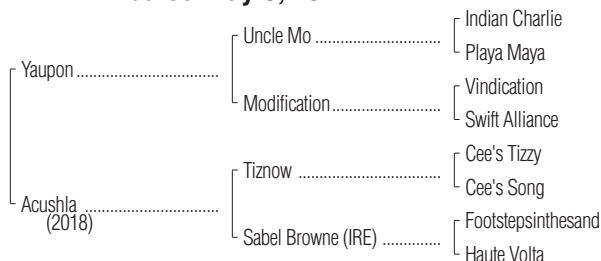 Indian Charlie
Uncle Mo
Playa Maya
Yaupon
Vindication
Modification
Swift Alliance
Cee's Tizzy
Tiznow
Cee's Song
Acushla
(2018)
Footstepsinthesand
Sabel Browne (IRE)
Haute Volta